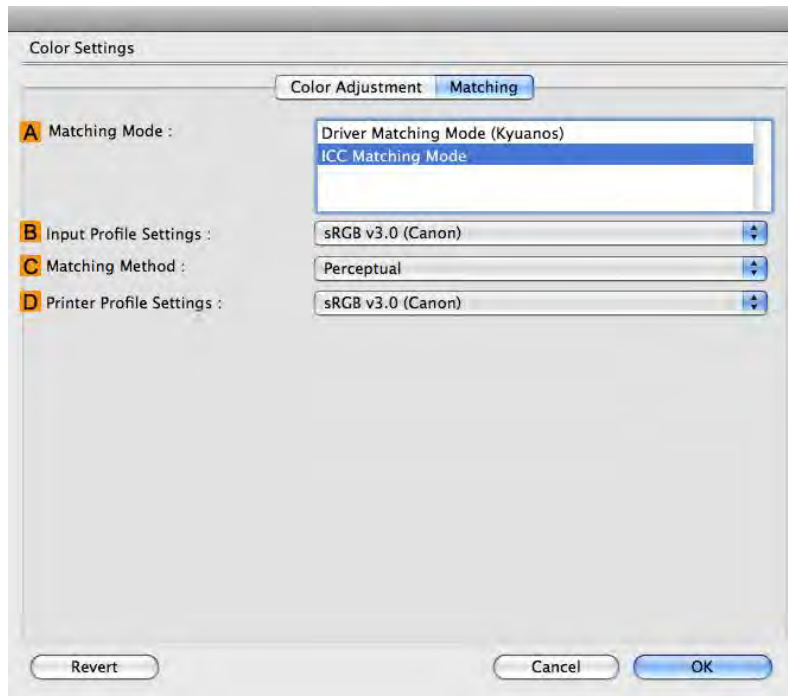 Color Settings
Color Adjustment Matching
A Matching Mode : Driver Matching Mode (Kyuanos)
ICC Matching Mode
B Input Profile Settings : sRGB v3.0 (Canon)
C Matching Method : Perceptual
D Printer Profile Settings : sRGB v3.0 (Canon)
Revert Cancel OK